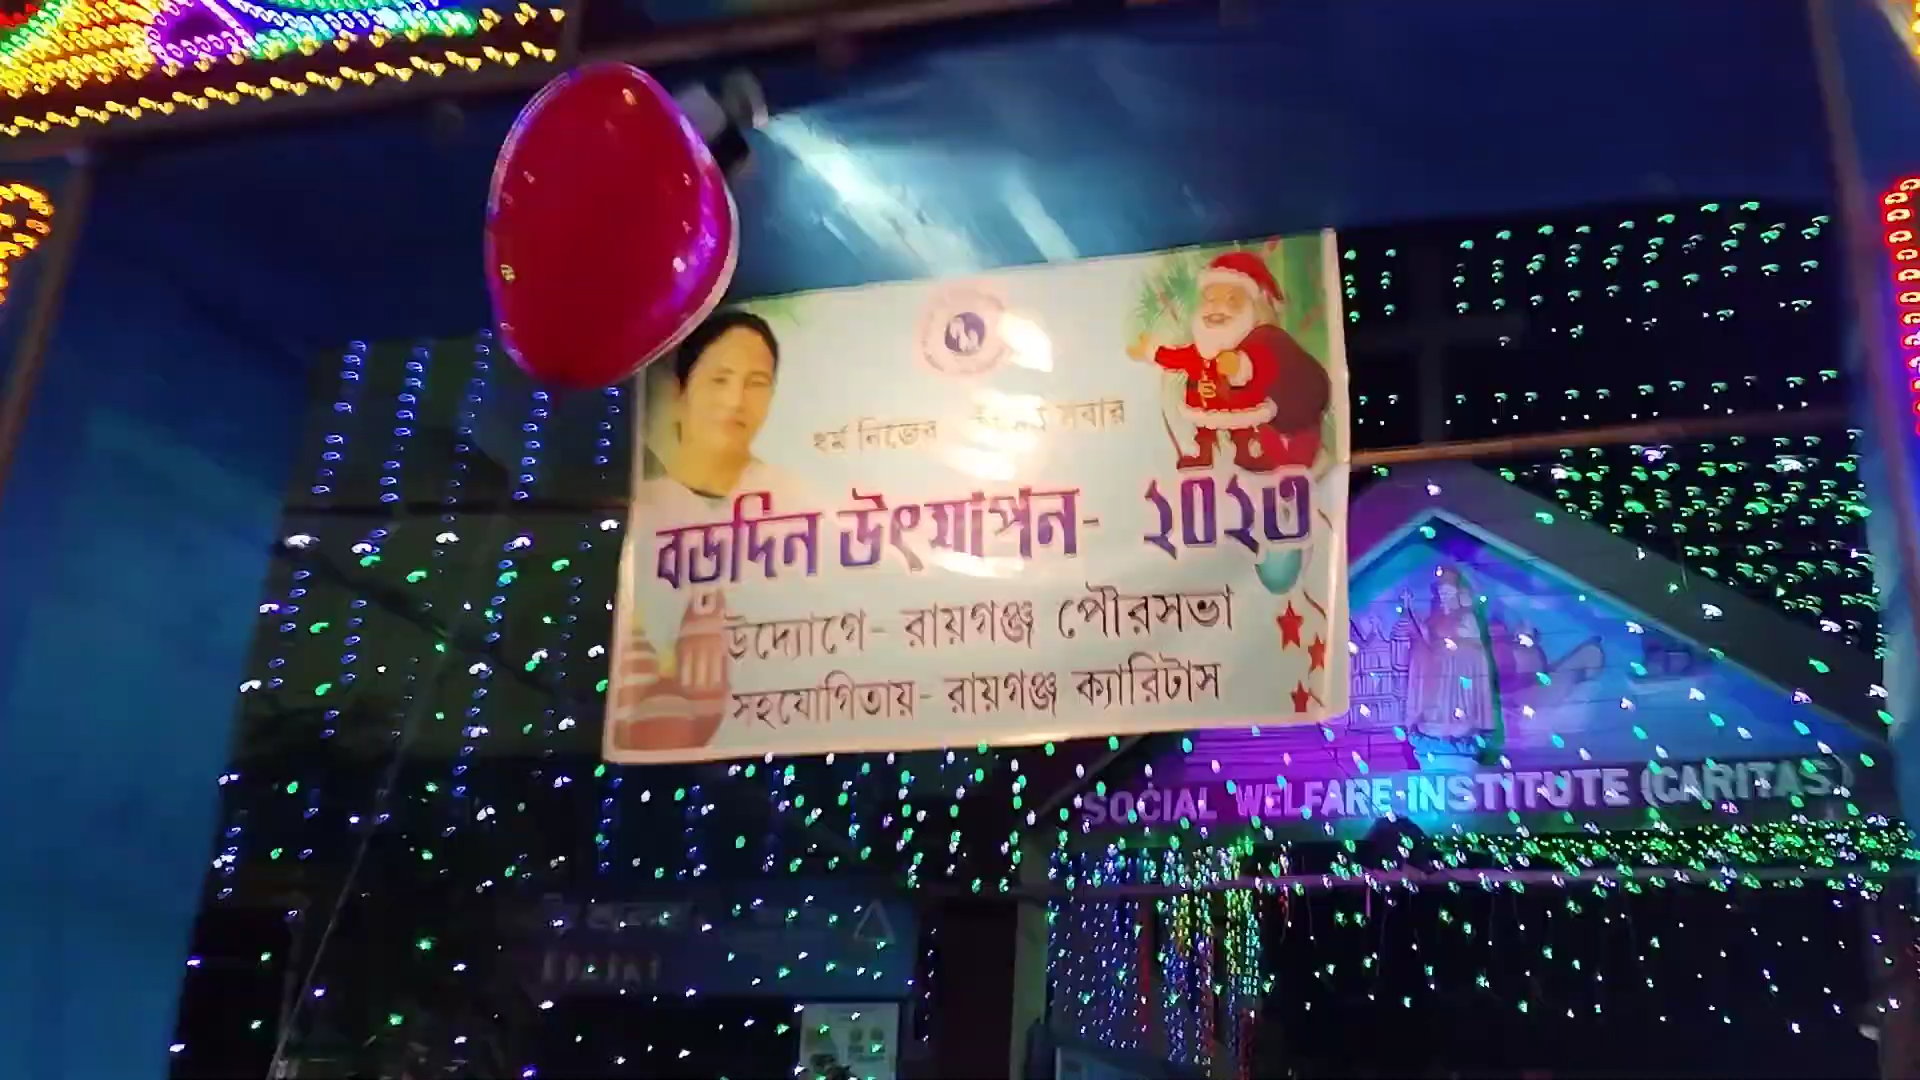 ধর্ম নিজের সবার
বড়দিন উৎযাপন- ২০২৩
উদ্যোগে- রায়গঞ্জ পৌরসভা
সহযোগিতায়- রায়গঞ্জ ক্যারিটাস
SOCIAL WELFARE INSTITUTE (CARITAS)